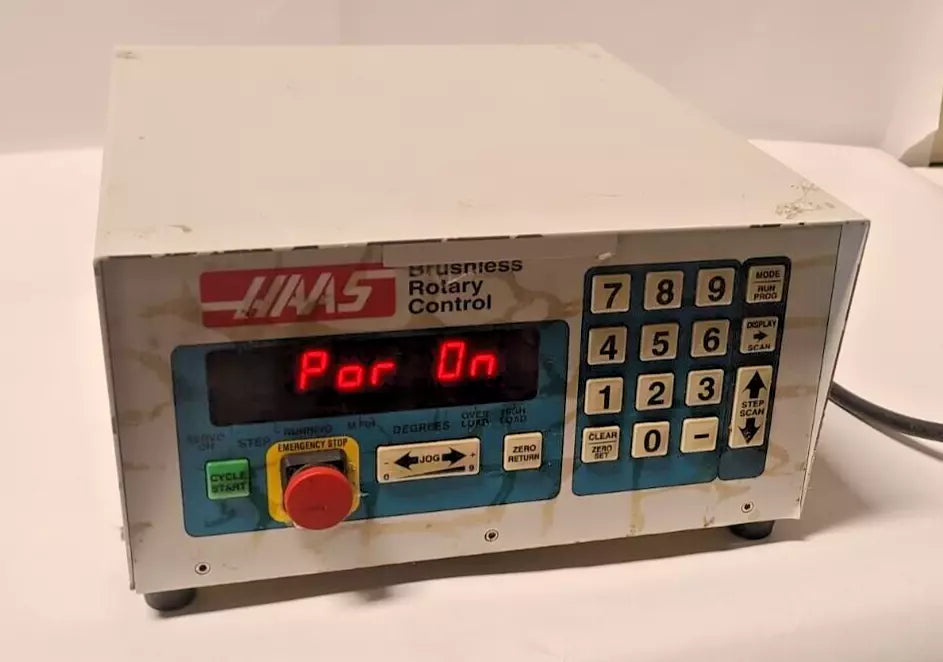 HAAS
Brushless
Rotary
Control
Por On
SERVO
ON
STEP
RUNNING
DEGREES
OVER
LOAD
HIGH
LOAD
CYCLE
START
EMERGENCY STOP
- JOG +
0 9
ZERO
RETURN
7 8 9
4 5 6
1 2 3
CLEAR
ZERO
SET
0 -
MODE
RUN
PROG
DISPLAY
SCAN
STEP
SCAN